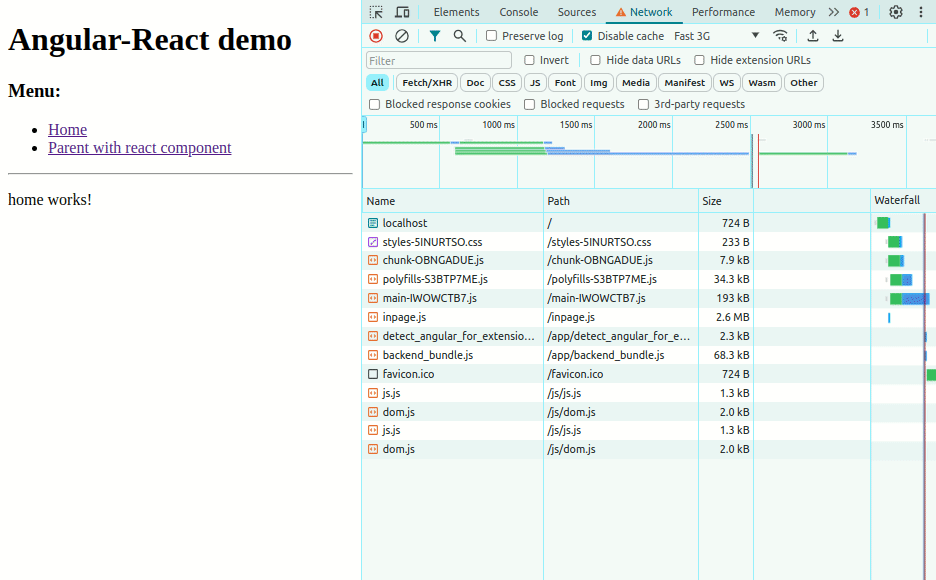 Angular-React demo
Menu:
Home
Parent with react component
home works!
Elements Console Sources Network Performance Memory 1
Preserve log Disable cache Fast 3G
Filter Invert Hide data URLs Hide extension URLs
All Fetch/XHR Doc CSS JS Font Img Media Manifest WS Wasm Other
Blocked response cookies Blocked requests 3rd-party requests
500 ms 1000 ms 1500 ms 2000 ms 2500 ms 3000 ms 3500 ms
Name Path Size Waterfall
localhost / 724 B
styles-5INURTSO.css /styles-5INURTSO.css 233 B
chunk-OBNGADUE.js /chunk-OBNGADUE.js 7.9 kB
polyfills-S3BTP7ME.js /polyfills-S3BTP7ME.js 34.3 kB
main-IWOWCTB7.js /main-IWOWCTB7.js 193 kB
inpage.js /inpage.js 2.6 MB
detect_angular_for_extensio... /app/detect_angular_for_e... 2.3 kB
backend_bundle.js /app/backend_bundle.js 68.3 kB
favicon.ico /favicon.ico 724 B
js.js /js/js.js 1.3 kB
dom.js /js/dom.js 2.0 kB
js.js /js/js.js 1.3 kB
dom.js /js/dom.js 2.0 kB